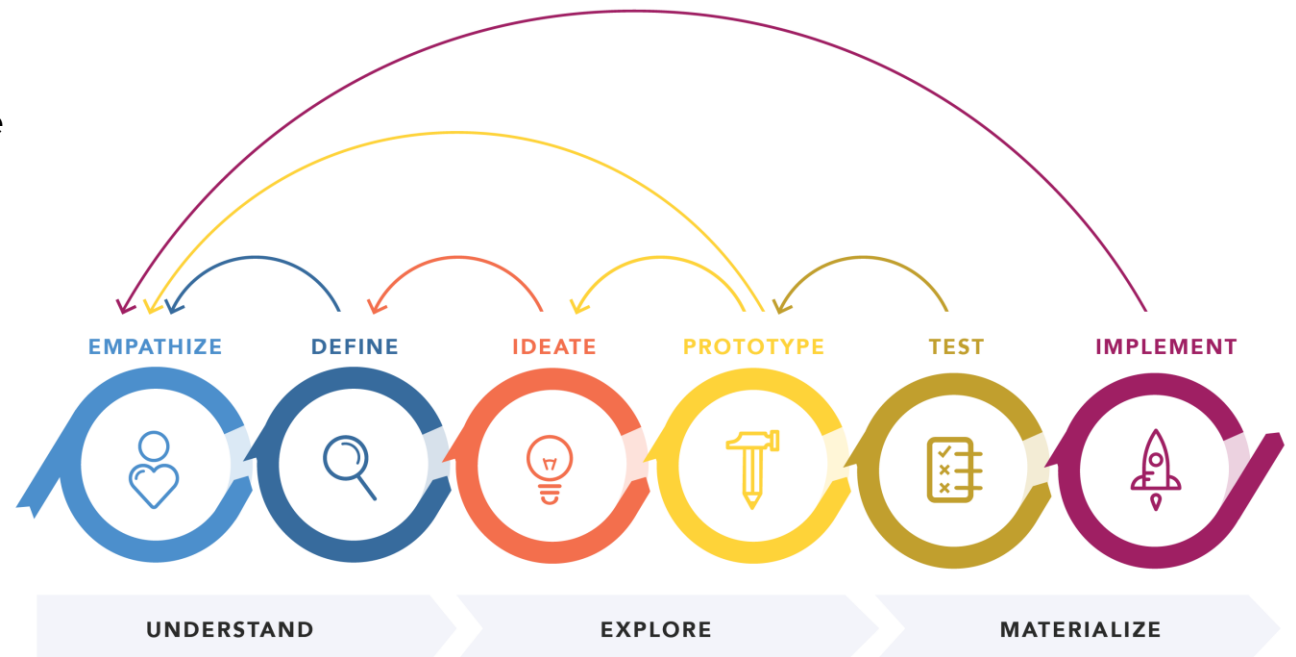 e
EMPATHIZE DEFINE IDEATE PROTOTYPE TEST IMPLEMENT
UNDERSTAND EXPLORE MATERIALIZE